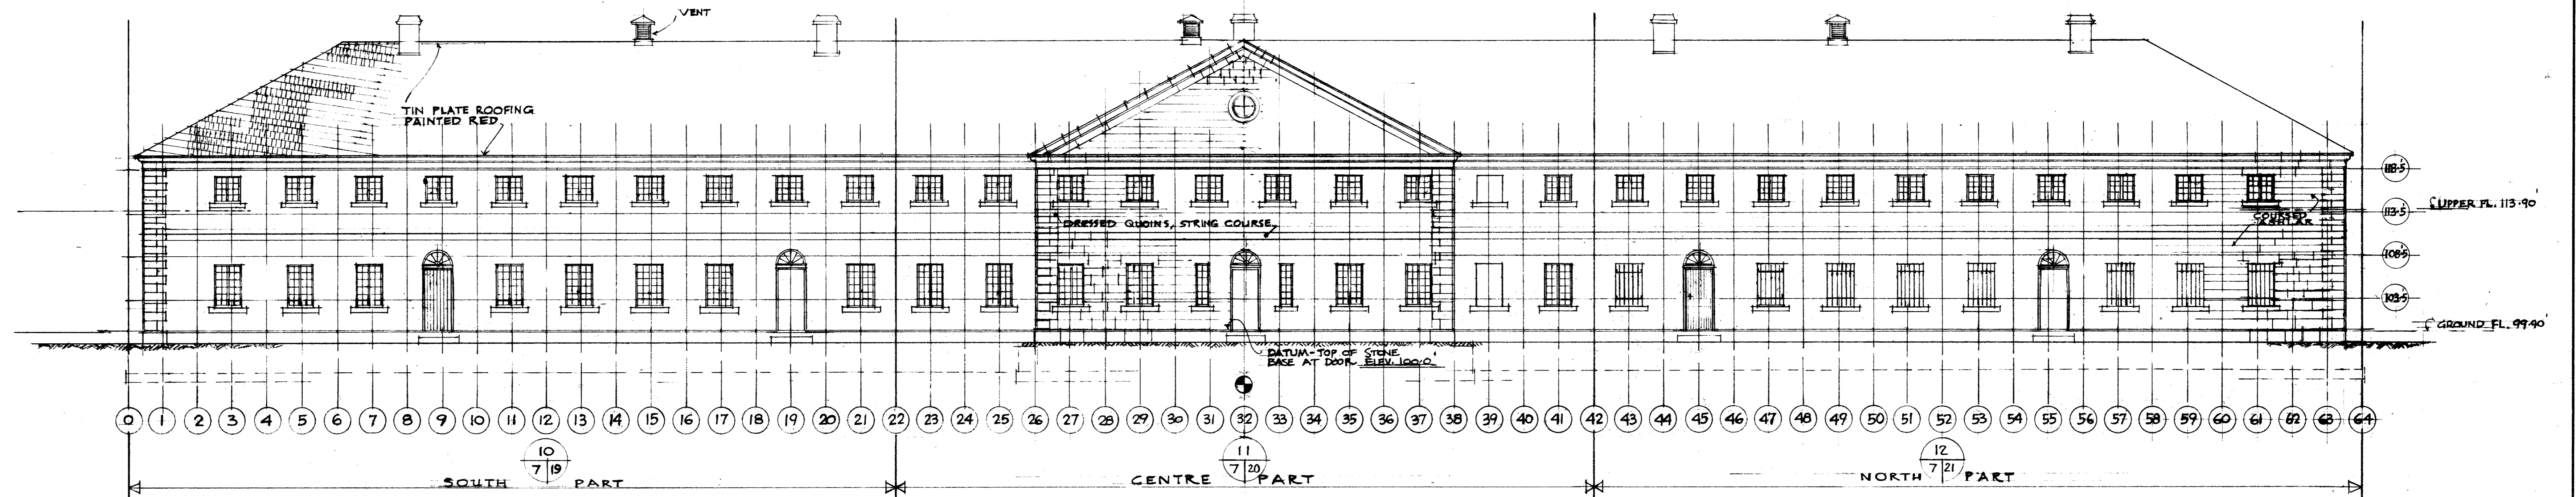 VENT
TIN PLATE ROOFING
PAINTED RED
118.5'
UPPER FL. 113.90'
113.5'
DRESSED QUOINS, STRING COURSE
COURSED
ASHLAR
108.5'
103.5'
GROUND FL. 99.90'
DATUM-TOP OF STONE
BASE AT DOOR ELEV. 100.0'
0 1 2 3 4 5 6 7 8 9 10 11 12 13 14 15 16 17 18 19 20 21 22 23 24 25 26 27 28 29 30 31 32 33 34 35 36 37 38 39 40 41 42 43 44 45 46 47 48 49 50 51 52 53 54 55 56 57 58 59 60 61 62 63 64
10
7 19
11
7 20
12
7 21
SOUTH PART
CENTRE PART
NORTH PART